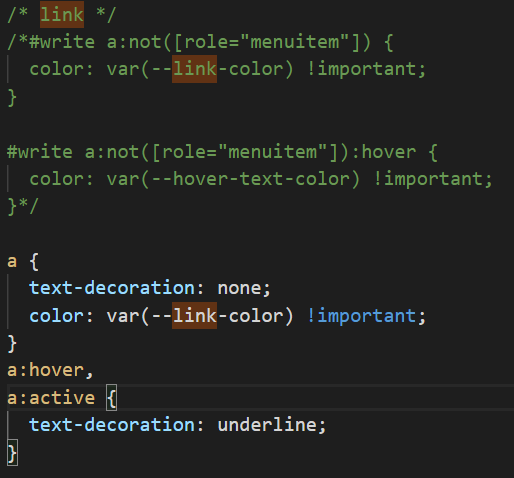 /* link */
/*#write a:not([role="menuitem"]) {
  color: var(--link-color) !important;
}

#write a:not([role="menuitem"]):hover {
  color: var(--hover-text-color) !important;
}*/

a {
  text-decoration: none;
  color: var(--link-color) !important;
}
a:hover,
a:active {
  text-decoration: underline;
}